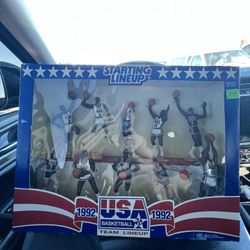 STARTING
LINEUP
1992 USA 1992
BASKETBALL
TEAM LINEUP